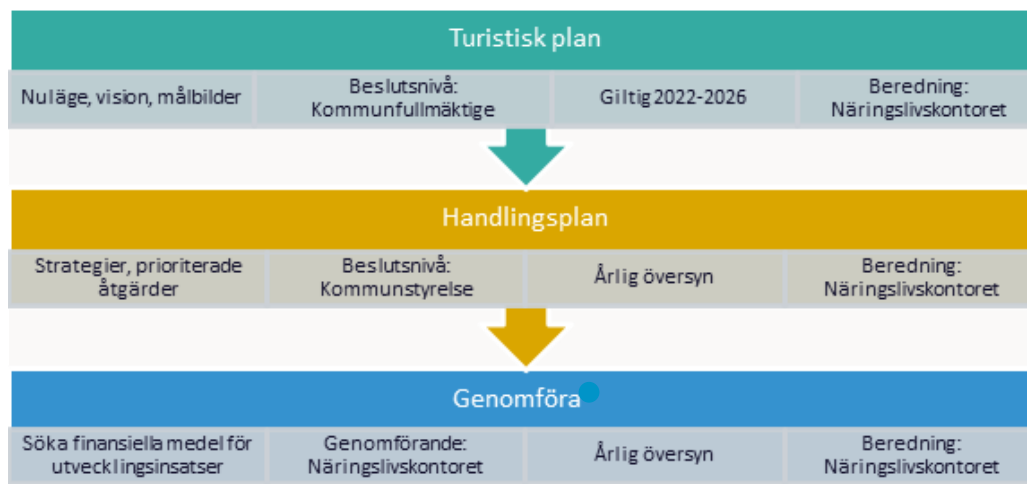 Turistisk plan
Nuläge, vision, målbilder
Beslutsnivå:
Kommunfullmäktige
Giltig 2022-2026
Beredning:
Näringslivskontoret
Handlingsplan
Strategier, prioriterade
åtgärder
Beslutsnivå:
Kommunstyrelse
Årlig översyn
Beredning:
Näringslivskontoret
Genomföra
Söka finansiella medel för
utvecklingsinsatser
Genomförande:
Näringslivskontoret
Årlig översyn
Beredning:
Näringslivskontoret